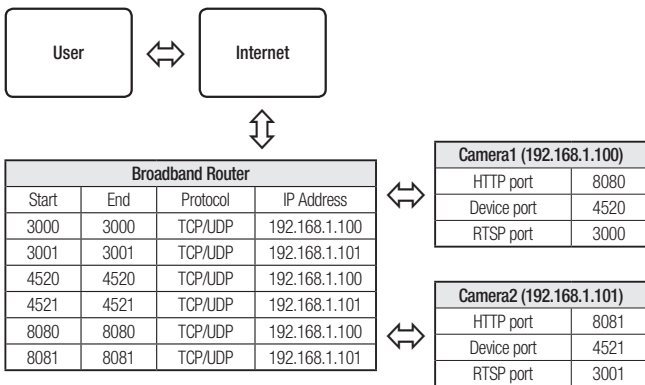 User
Internet
Broadband Router
Start End Protocol IP Address
3000 3000 TCP/UDP 192.168.1.100
3001 3001 TCP/UDP 192.168.1.101
4520 4520 TCP/UDP 192.168.1.100
4521 4521 TCP/UDP 192.168.1.101
8080 8080 TCP/UDP 192.168.1.100
8081 8081 TCP/UDP 192.168.1.101
Camera1 (192.168.1.100)
HTTP port 8080
Device port 4520
RTSP port 3000
Camera2 (192.168.1.101)
HTTP port 8081
Device port 4521
RTSP port 3001